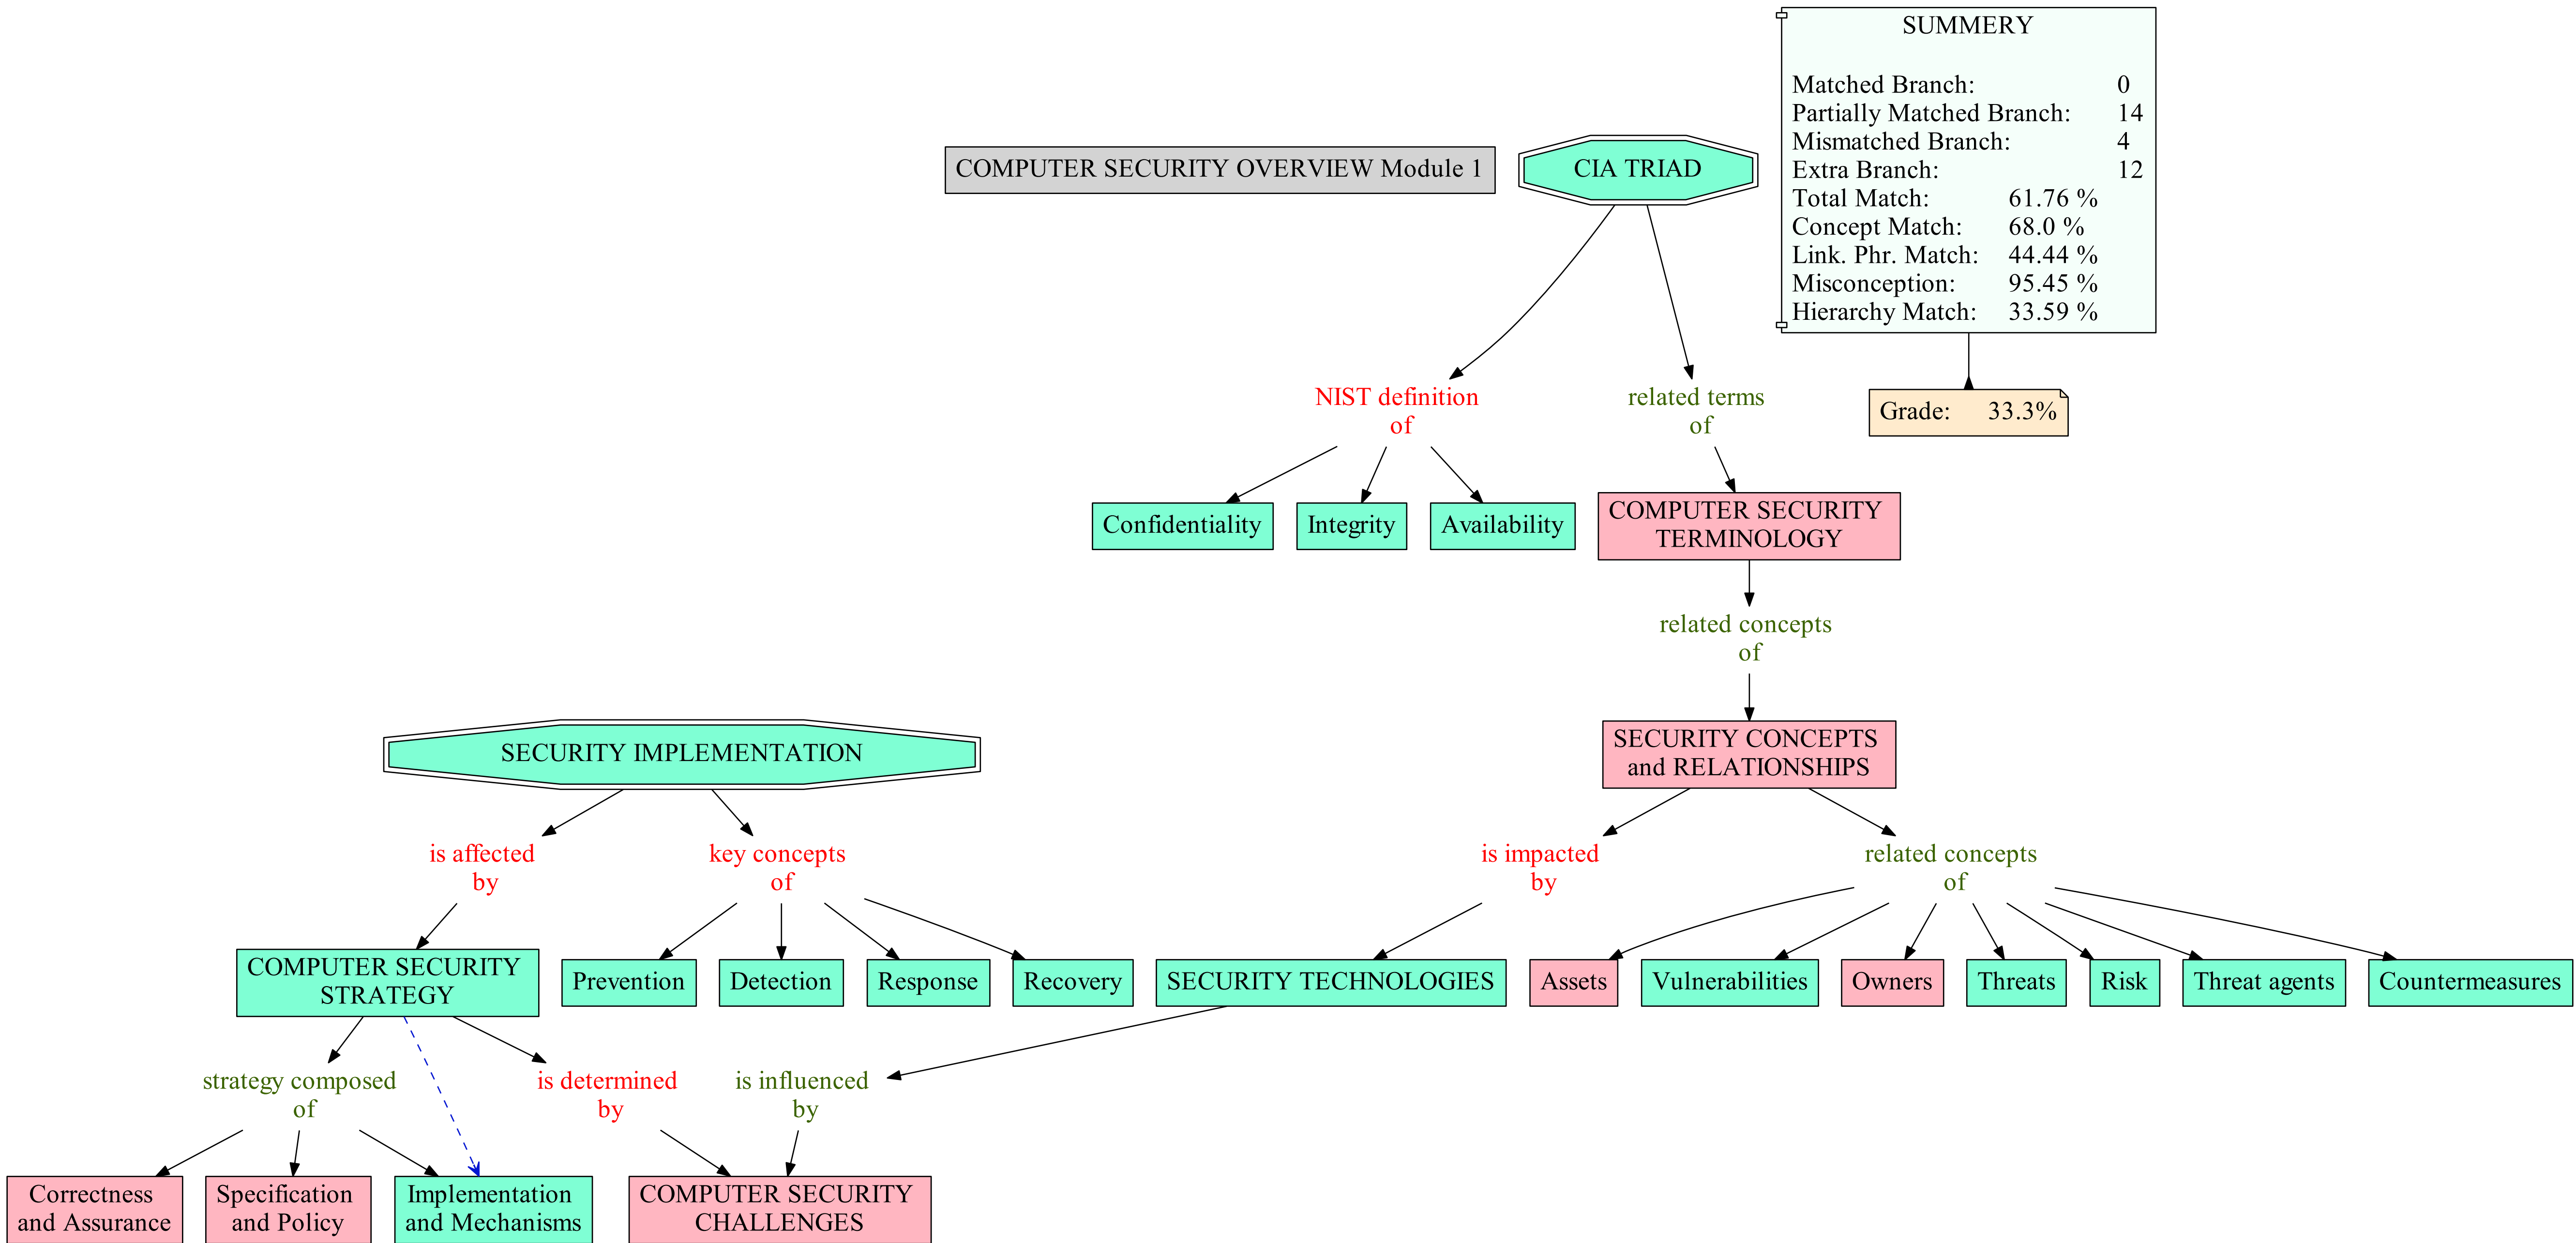 SUMMERY
Matched Branch: 0
Partially Matched Branch: 14
Mismatched Branch: 4
Extra Branch: 12
Total Match: 61.76 %
Concept Match: 68.0 %
Link. Phr. Match: 44.44 %
Misconception: 95.45 %
Hierarchy Match: 33.59 %
COMPUTER SECURITY OVERVIEW Module 1
CIA TRIAD
Grade: 33.3%
NIST definition
of
related terms
of
Confidentiality
Integrity
Availability
COMPUTER SECURITY
TERMINOLOGY
related concepts
of
SECURITY IMPLEMENTATION
SECURITY CONCEPTS
and RELATIONSHIPS
is affected
by
key concepts
of
is impacted
by
related concepts
of
COMPUTER SECURITY
STRATEGY
Prevention
Detection
Response
Recovery
SECURITY TECHNOLOGIES
Assets
Vulnerabilities
Owners
Threats
Risk
Threat agents
Countermeasures
strategy composed
of
is determined
by
is influenced
by
Correctness
and Assurance
Specification
and Policy
Implementation
and Mechanisms
COMPUTER SECURITY
CHALLENGES